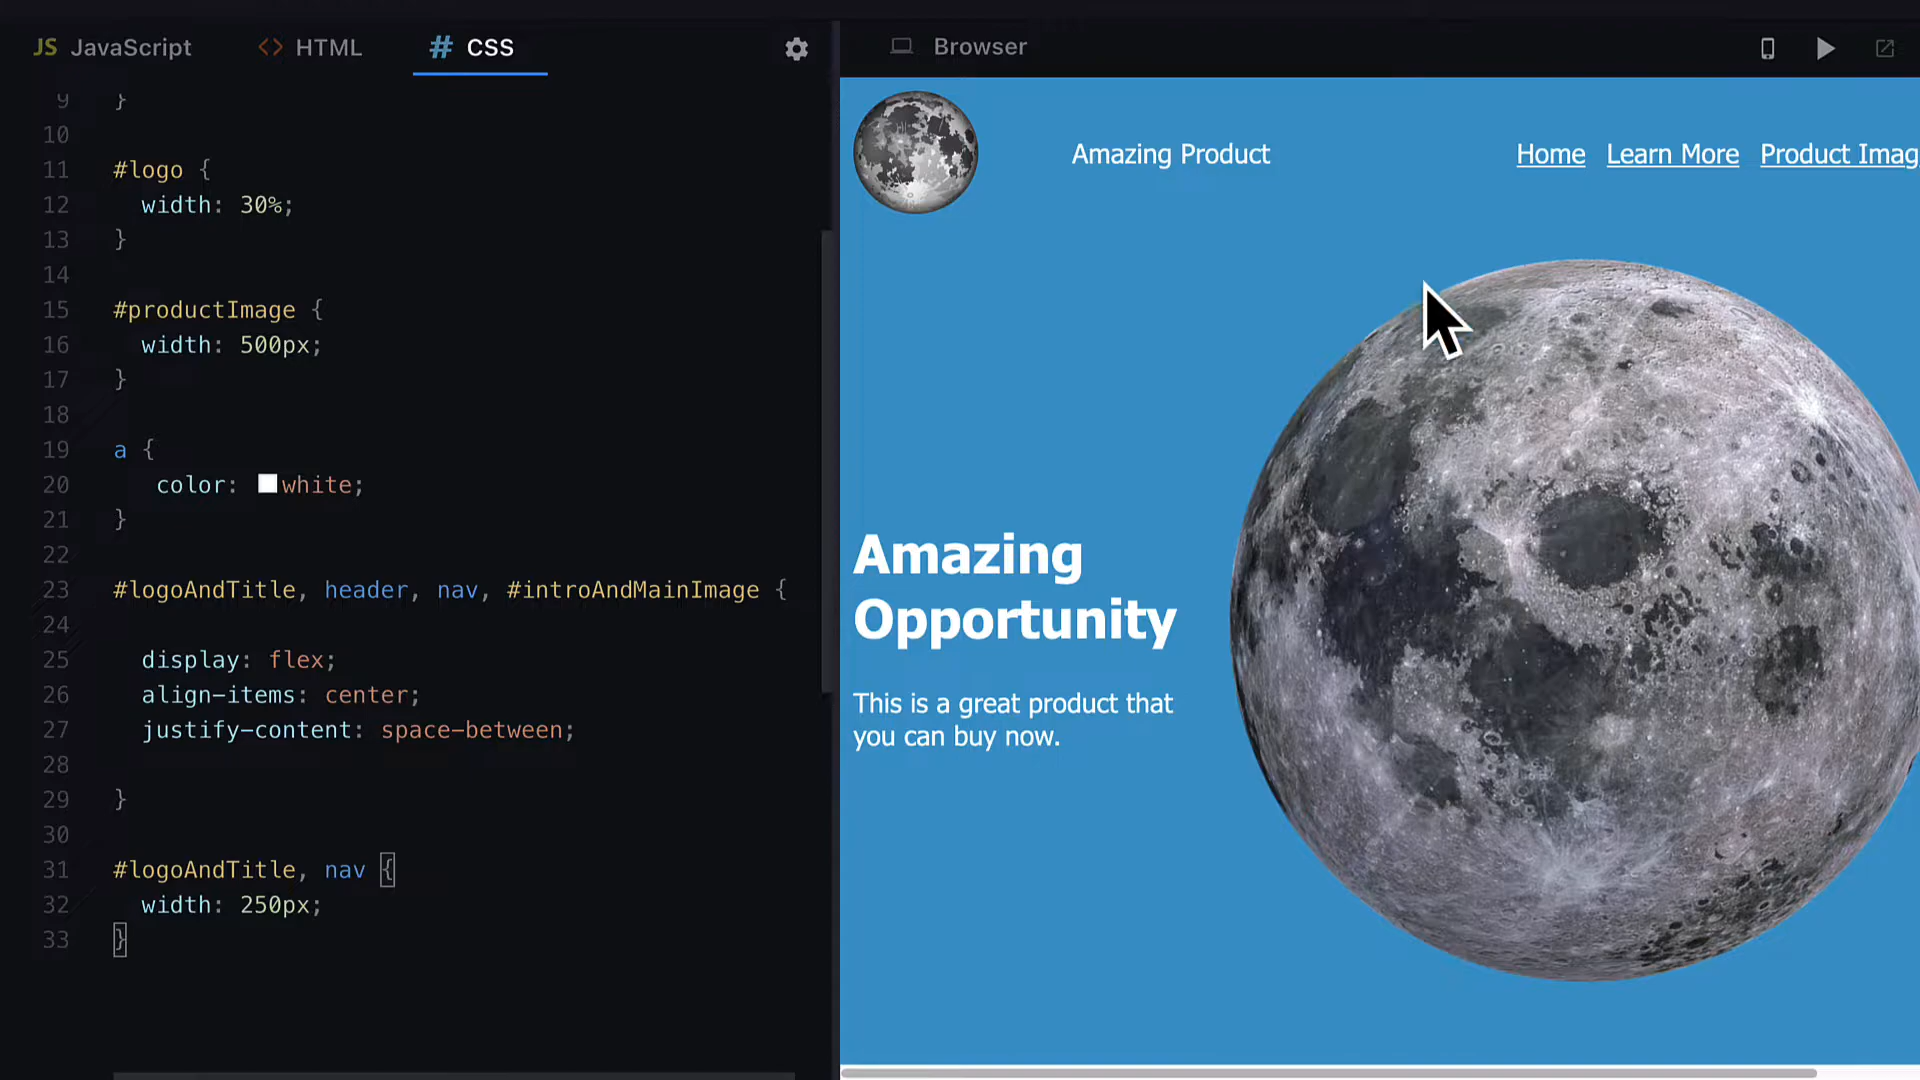 JS JavaScript
<> HTML
# CSS
Browser
9 }
10
11 #logo {
12 width: 30%;
13 }
14
15 #productImage {
16 width: 500px;
17 }
18
19 a {
20 color: white;
21 }
22
23 #logoAndTitle, header, nav, #introAndMainImage {
24
25 display: flex;
26 align-items: center;
27 justify-content: space-between;
28
29 }
30
31 #logoAndTitle, nav {
32 width: 250px;
33 }
Amazing Product
Home Learn More Product Imag
Amazing
Opportunity
This is a great product that
you can buy now.